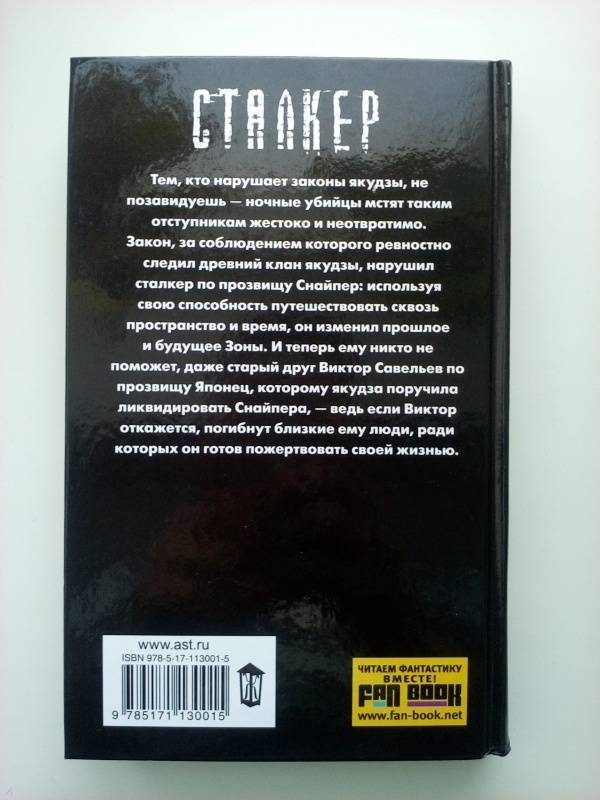 СТАЛКЕР
Тем, кто нарушает законы якудзы, не
позавидуешь — ночные убийцы мстят таким
отступникам жестоко и неотвратимо.
Закон, за соблюдением которого ревностно
следил древний клан якудзы, нарушил
сталкер по прозвищу Снайпер: используя
свою способность путешествовать сквозь
пространство и время, он изменил прошлое
и будущее Зоны. И теперь ему никто не
поможет, даже старый друг Виктор Савельев по
прозвищу Японец, которому якудза поручила
ликвидировать Снайпера, — ведь если Виктор
откажется, погибнут близкие ему люди, ради
которых он готов пожертвовать своей жизнью.
www.ast.ru
ISBN 978-5-17-113001-5
9 785171 130015
ЧИТАЕМ ФАНТАСТИКУ
ВМЕСТЕ!
FAN BOOK
www.fan-book.net